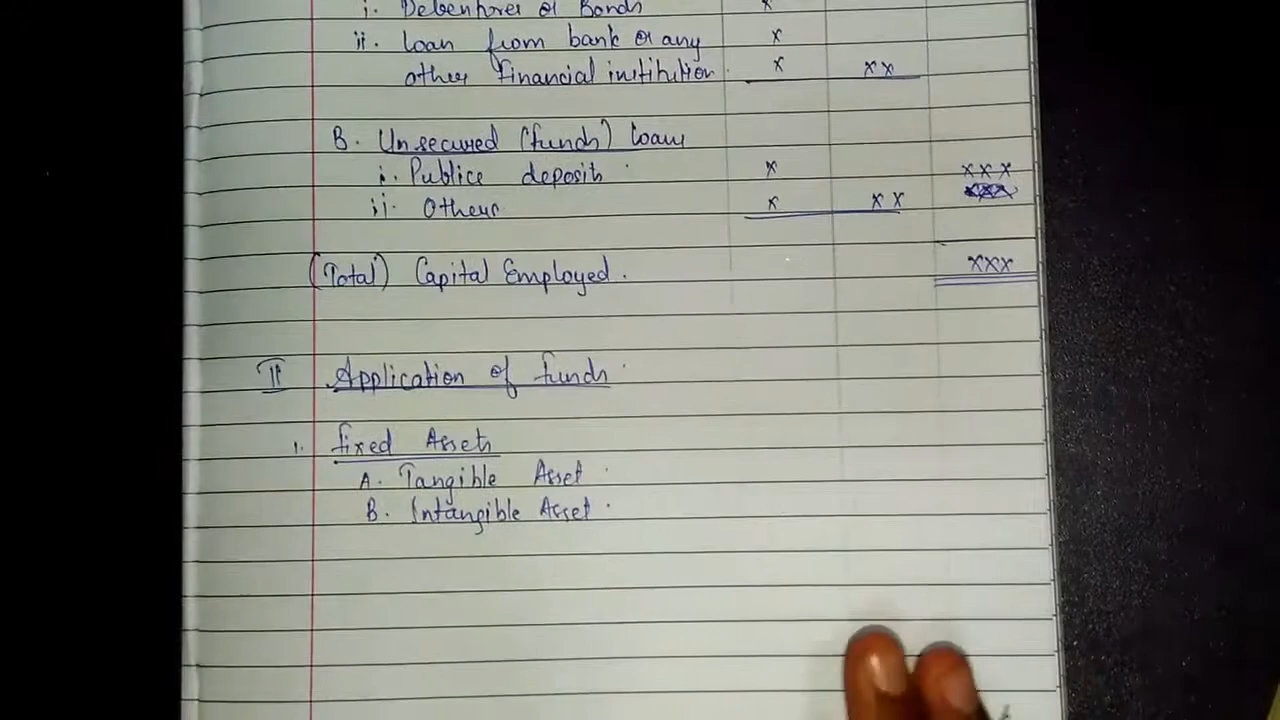 i. Debentures or Bonds x
ii. Loan from bank or any x
other financial institution. x xx
B. Unsecured (funds) loans
i. Publice deposit x xxx
ii. Others x xx
(Total) Capital Employed. xxx
II Application of funds
1. fixed Assets
A. Tangible Asset
B. Intangible Asset